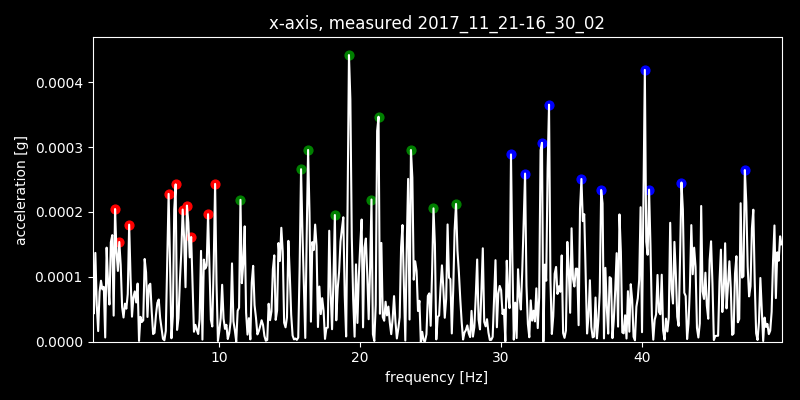 x-axis, measured 2017_11_21-16_30_02
0.0004
0.0003
0.0002
0.0001
0.0000
acceleration [g]
10 20 30 40
frequency [Hz]